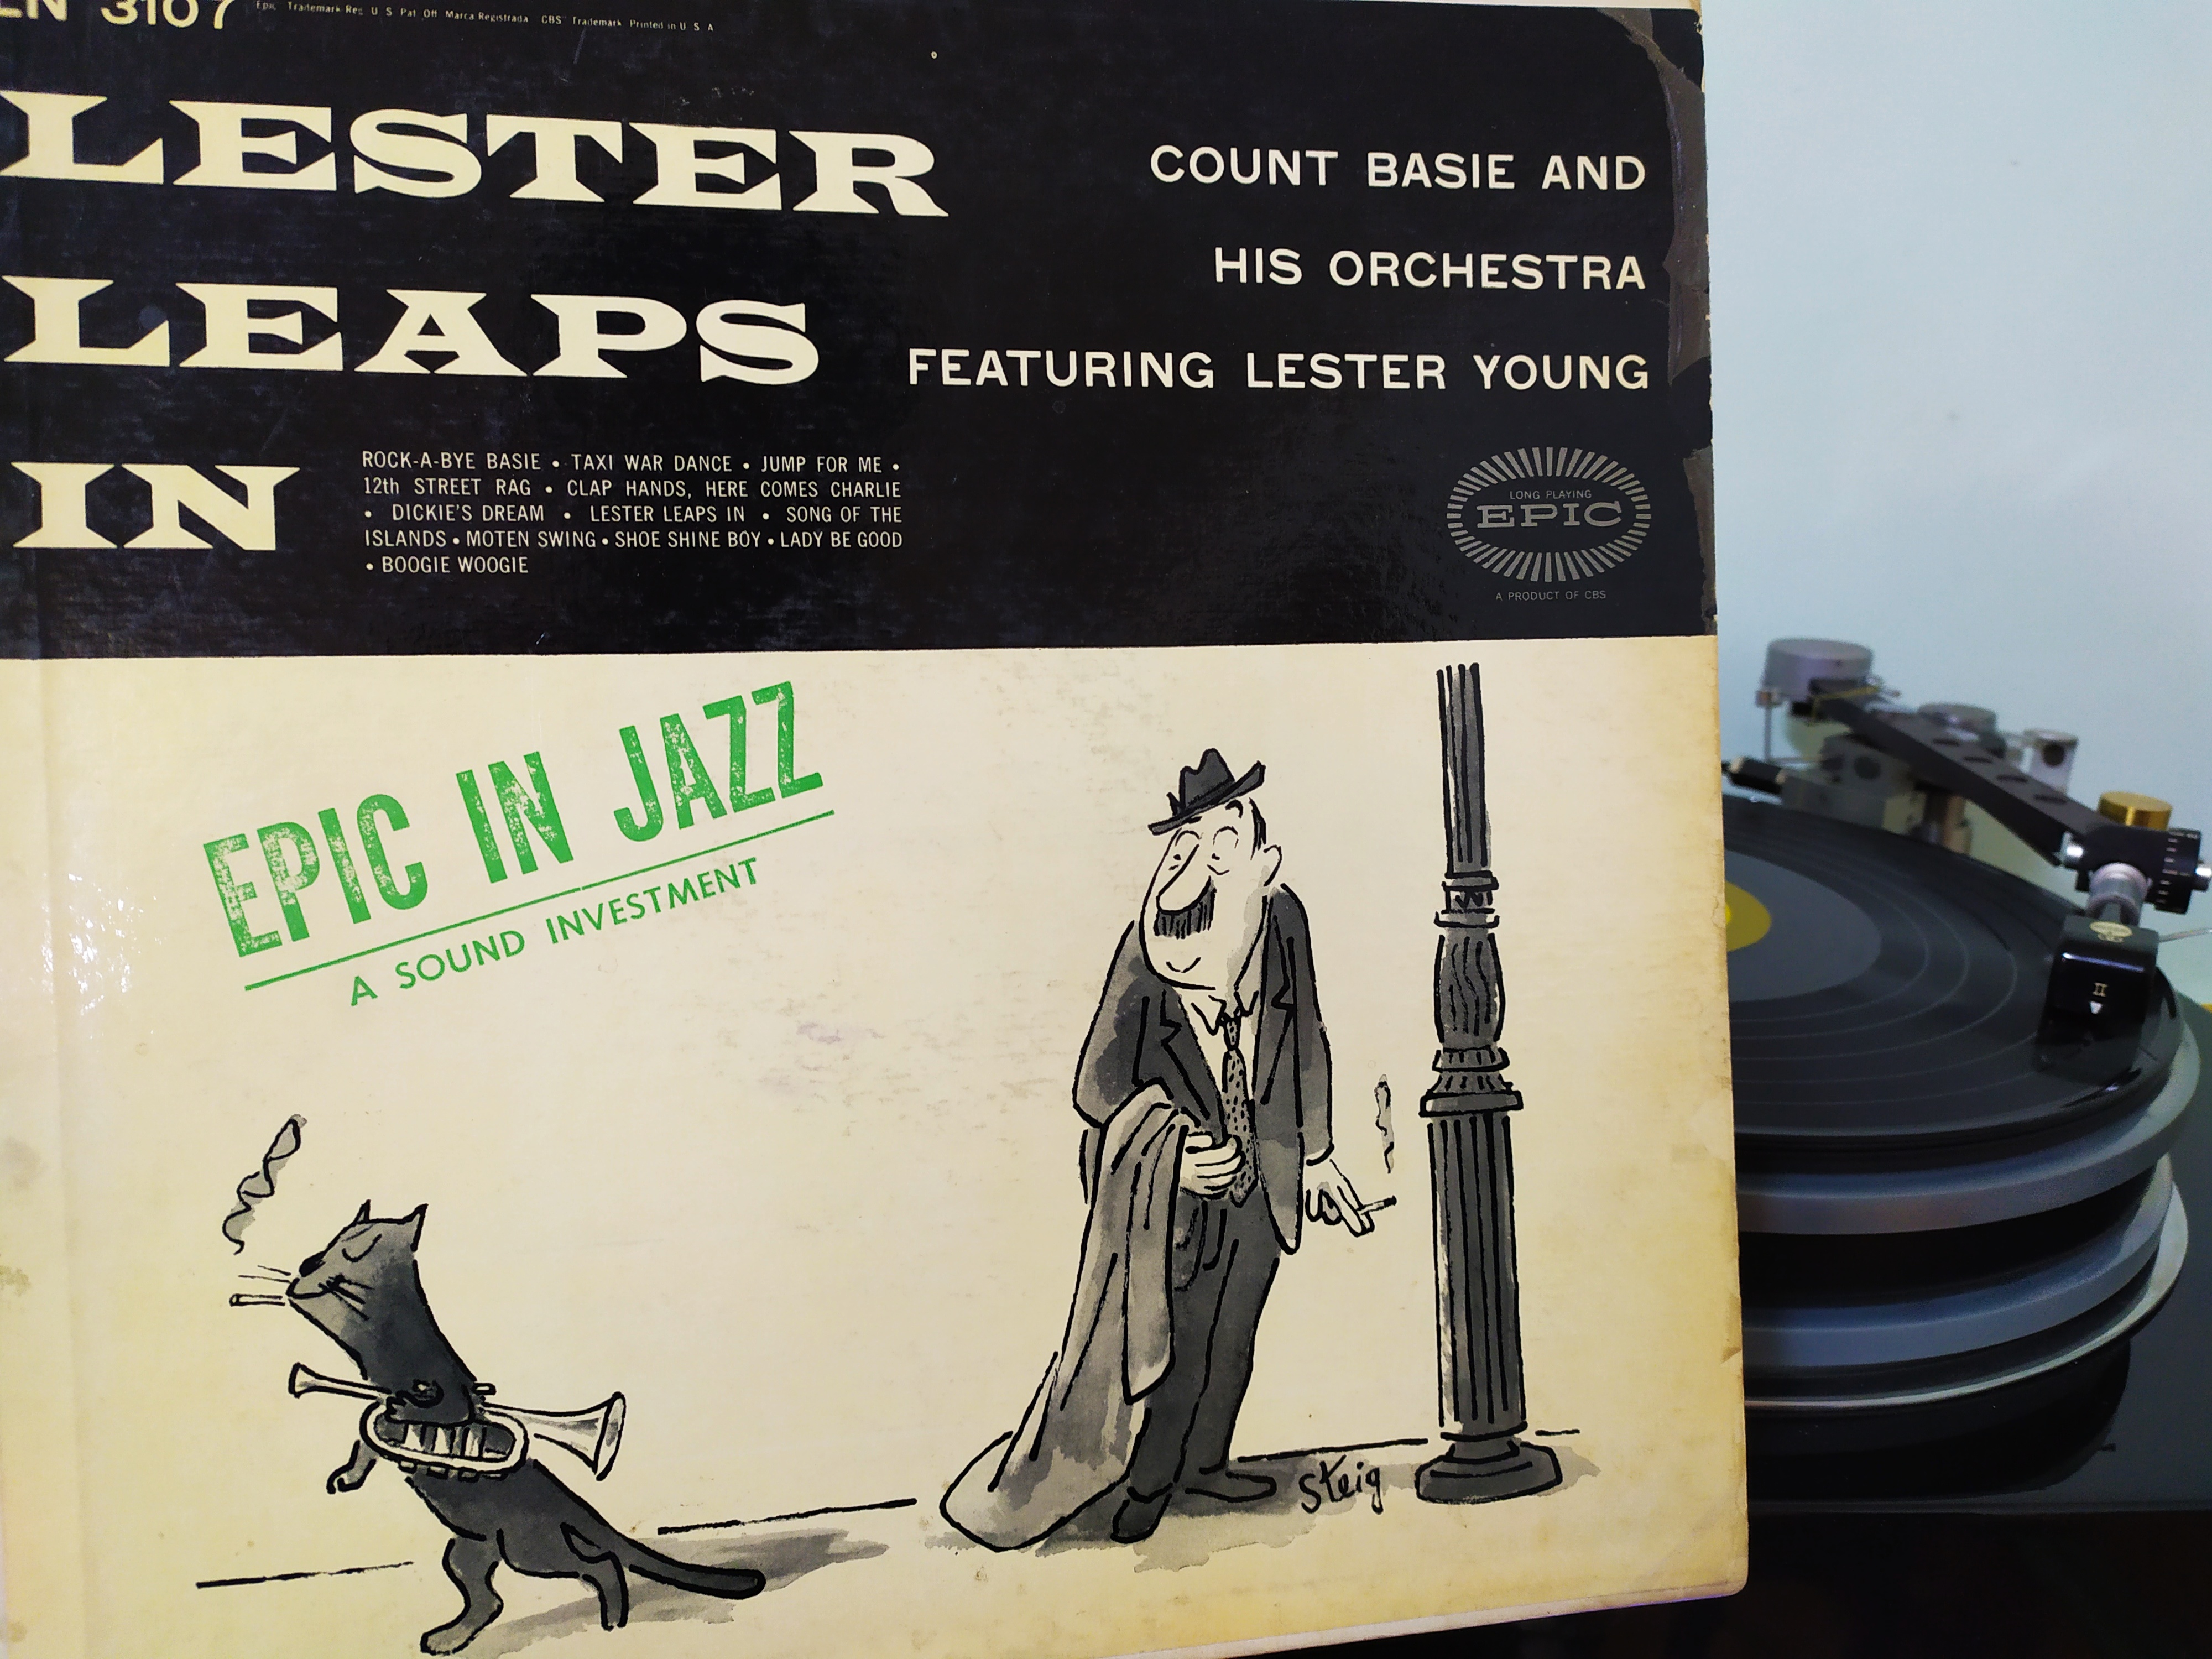 LN 3107
Epic Trademark Reg U S Pat Off Marca Registrada CBS Trademark Printed in U S A
LESTER
LEAPS
IN
COUNT BASIE AND
HIS ORCHESTRA
FEATURING LESTER YOUNG
ROCK-A-BYE BASIE • TAXI WAR DANCE • JUMP FOR ME •
12th STREET RAG • CLAP HANDS, HERE COMES CHARLIE
• DICKIE'S DREAM • LESTER LEAPS IN • SONG OF THE
ISLANDS • MOTEN SWING • SHOE SHINE BOY • LADY BE GOOD
• BOOGIE WOOGIE
LONG PLAYING
EPIC
A PRODUCT OF CBS
EPIC IN JAZZ
A SOUND INVESTMENT
Steig
II